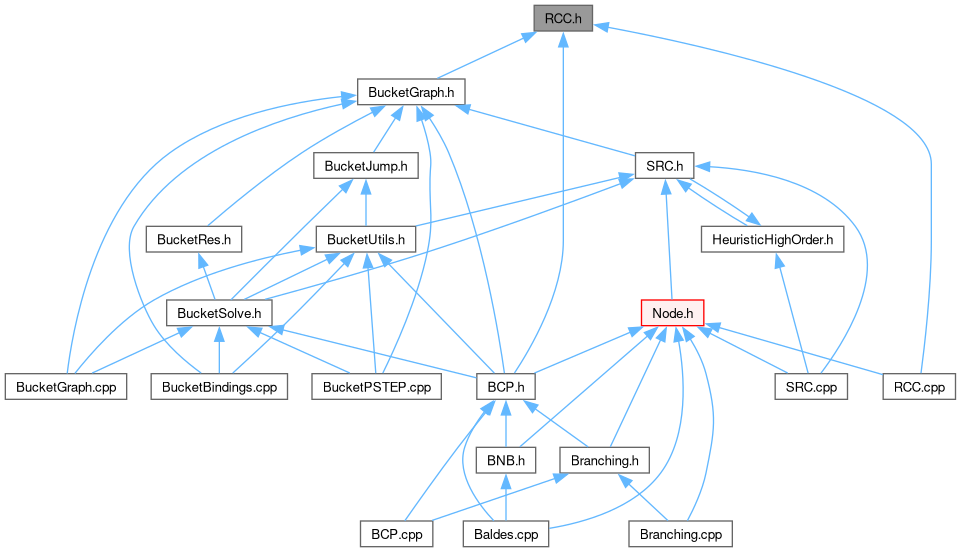 RCC.h
BucketGraph.h
BucketJump.h
SRC.h
BucketRes.h
BucketUtils.h
HeuristicHighOrder.h
BucketSolve.h
Node.h
BucketGraph.cpp
BucketBindings.cpp
BucketPSTEP.cpp
BCP.h
SRC.cpp
RCC.cpp
BNB.h
Branching.h
BCP.cpp
Baldes.cpp
Branching.cpp